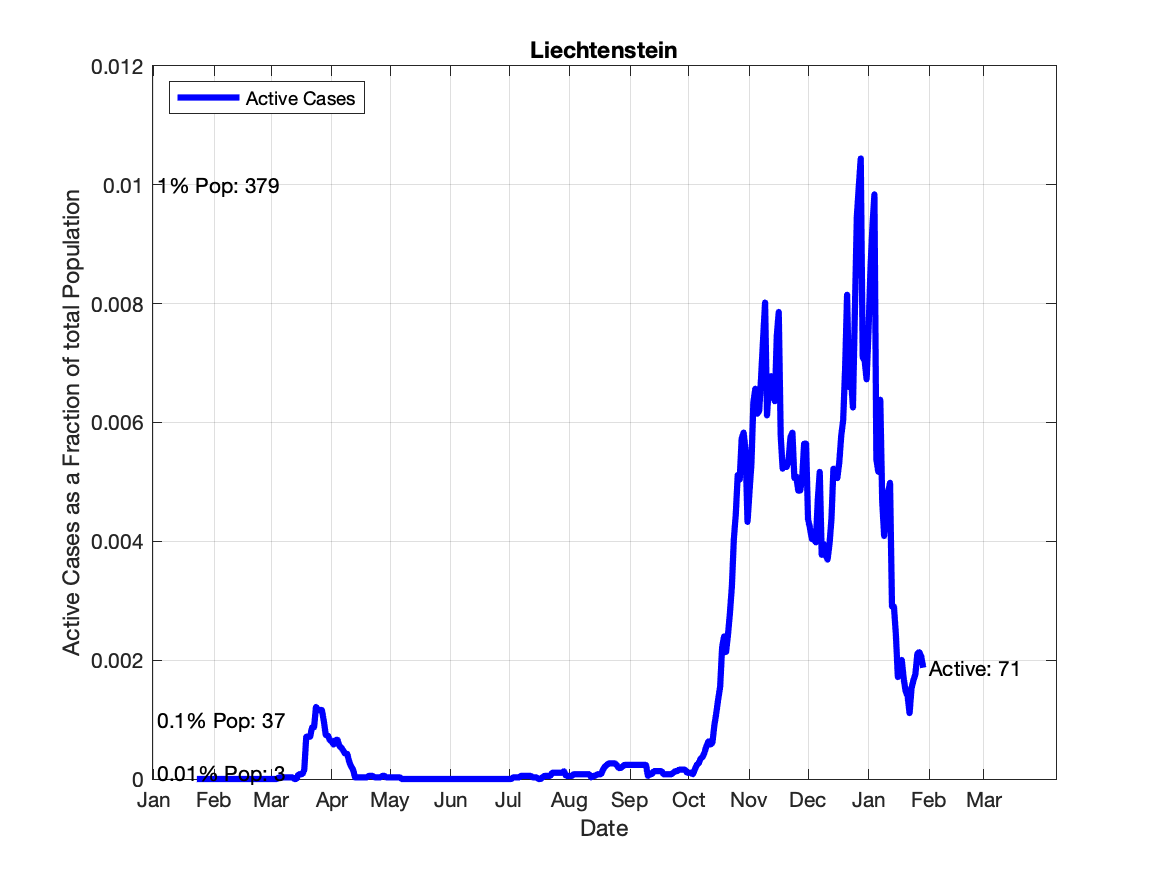 Liechtenstein
0.012
Active Cases
0.01
1% Pop: 379
0.008
0.006
0.004
0.002
Active: 71
0.1% Pop: 37
0.01% Pop: 3
0
Jan Feb Mar Apr May Jun Jul Aug Sep Oct Nov Dec Jan Feb Mar
Date
Active Cases as a Fraction of total Population